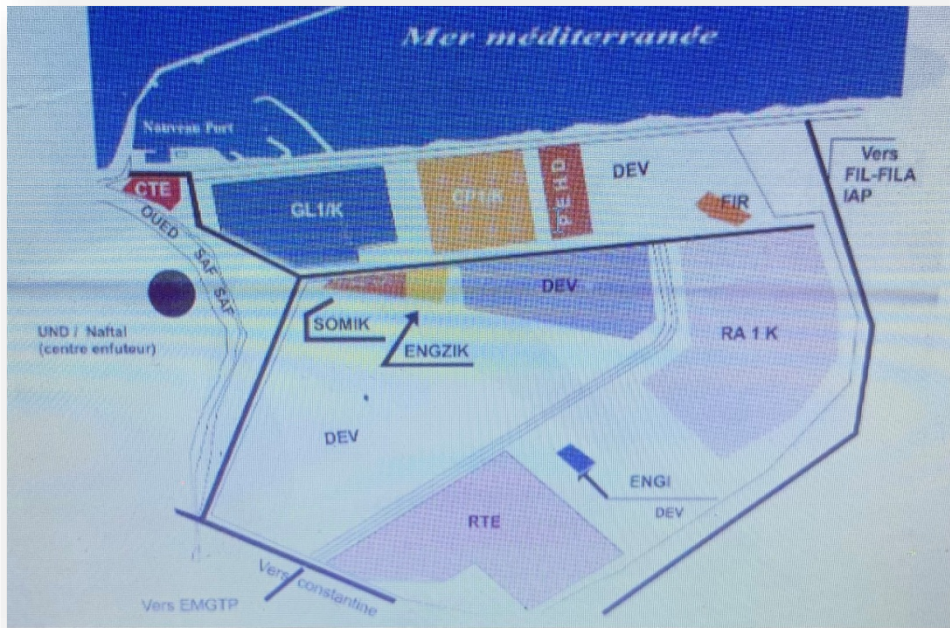 Mer méditerranée
Nouveau Port
CTE
OUED SAF SAF
GL1/K
CP1/K
PEHD
DEV
FIR
Vers
FIL-FILA
IAP
UND / Naftal
(centre enfuteur)
SOMIK
ENGZIK
DEV
RA 1 K
DEV
ENGI
DEV
RTE
Vers constantine
Vers EMGTP